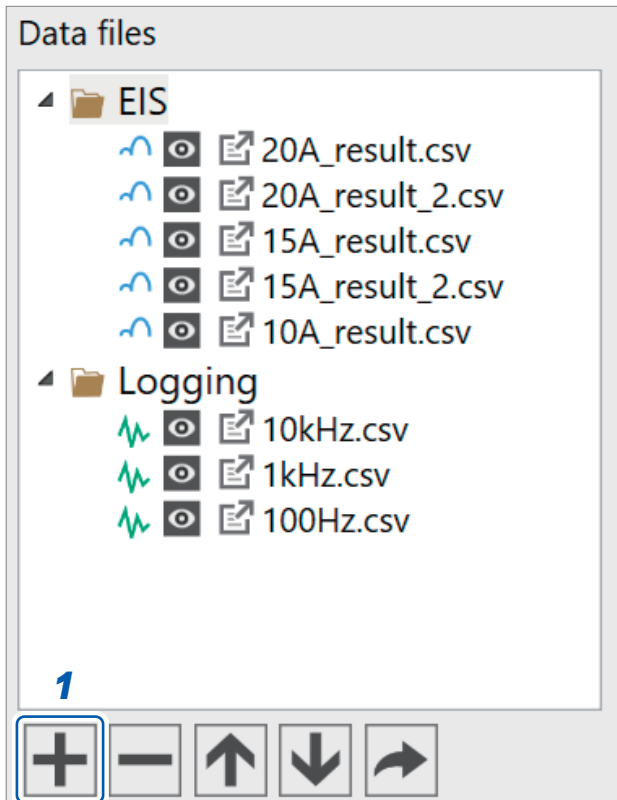 Data files
EIS
20A_result.csv
20A_result_2.csv
15A_result.csv
15A_result_2.csv
10A_result.csv
Logging
10kHz.csv
1kHz.csv
100Hz.csv
1